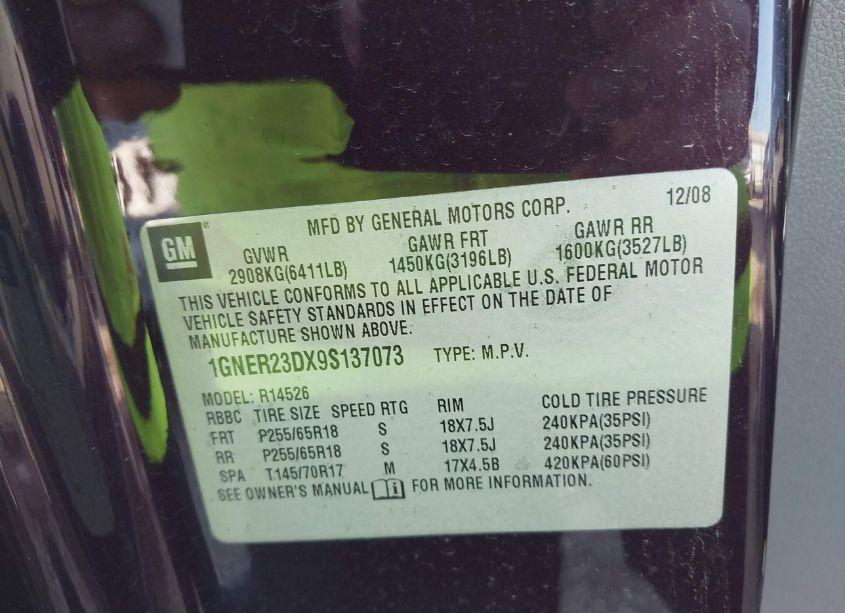 MFD BY GENERAL MOTORS CORP. 12/08
GM ®
GVWR GAWR FRT GAWR RR
2908KG(6411LB) 1450KG(3196LB) 1600KG(3527LB)
THIS VEHICLE CONFORMS TO ALL APPLICABLE U.S. FEDERAL MOTOR
VEHICLE SAFETY STANDARDS IN EFFECT ON THE DATE OF
MANUFACTURE SHOWN ABOVE.
1GNER23DX9S137073 TYPE: M.P.V.
MODEL: R14526
RBBC TIRE SIZE SPEED RTG RIM COLD TIRE PRESSURE
FRT P255/65R18 S 18X7.5J 240KPA(35PSI)
RR P255/65R18 S 18X7.5J 240KPA(35PSI)
SPA T145/70R17 M 17X4.5B 420KPA(60PSI)
SEE OWNER'S MANUAL i FOR MORE INFORMATION.